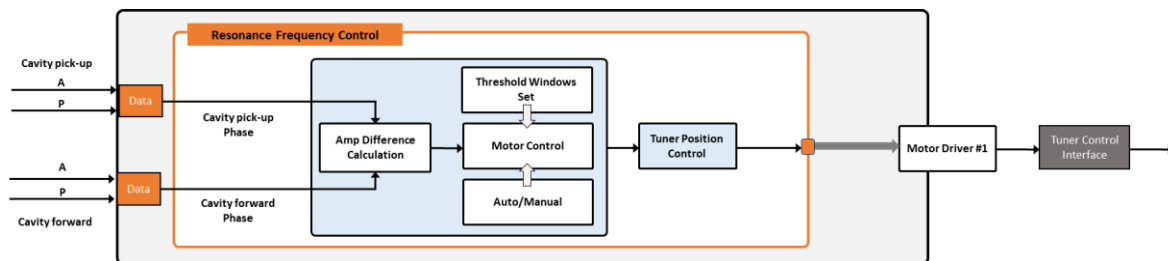 Resonance Frequency Control
Cavity pick-up
A
P
Data
Cavity pick-up
Phase
Threshold Windows
Set
Amp Difference
Calculation
Motor Control
Tuner Position
Control
Motor Driver #1
Tuner Control
Interface
A
P
Data
Cavity forward
Phase
Auto/Manual
Cavity forward